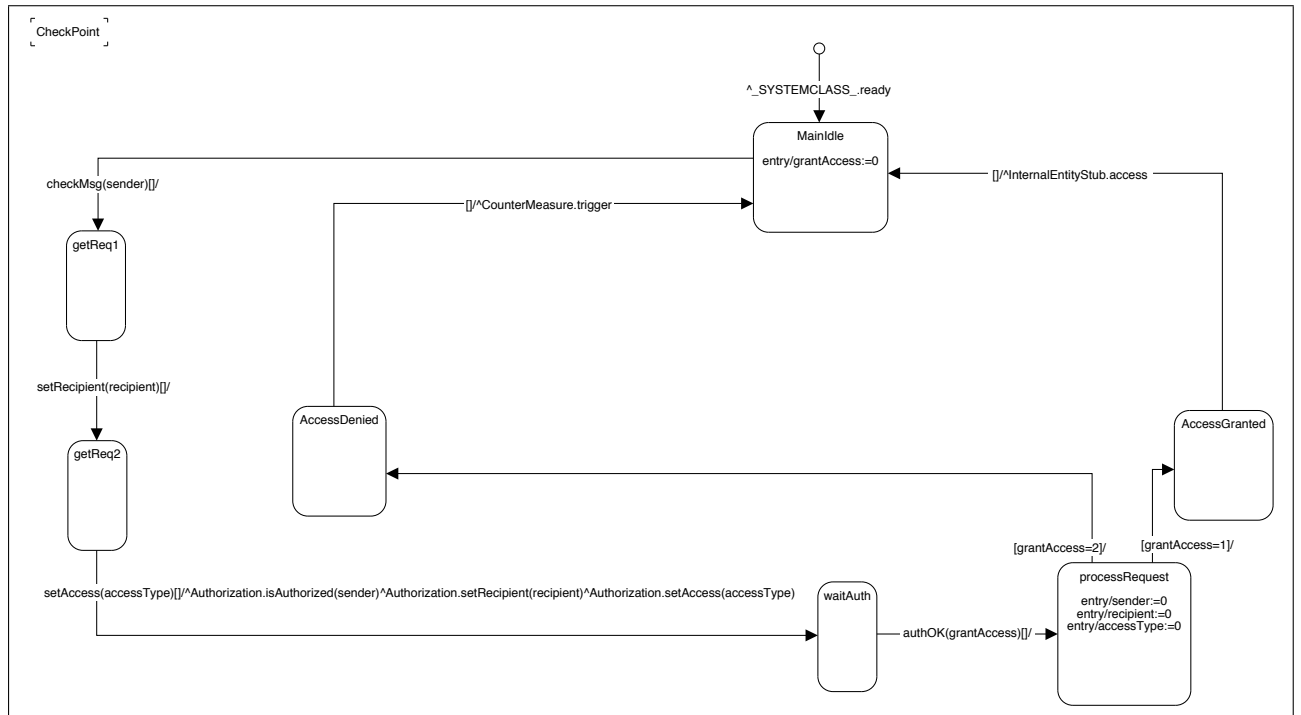 CheckPoint
^_SYSTEMCLASS_.ready
MainIdle
entry/grantAccess:=0
[]/^InternalEntityStub.access
checkMsg(sender)[]/
[]/^CounterMeasure.trigger
getReq1
setRecipient(recipient)[]/
AccessDenied
AccessGranted
getReq2
[grantAccess=2]/
[grantAccess=1]/
processRequest
setAccess(accessType)[]/^Authorization.isAuthorized(sender)^Authorization.setRecipient(recipient)^Authorization.setAccess(accessType)
waitAuth
entry/sender:=0
entry/recipient:=0
entry/accessType:=0
authOK(grantAccess)[]/